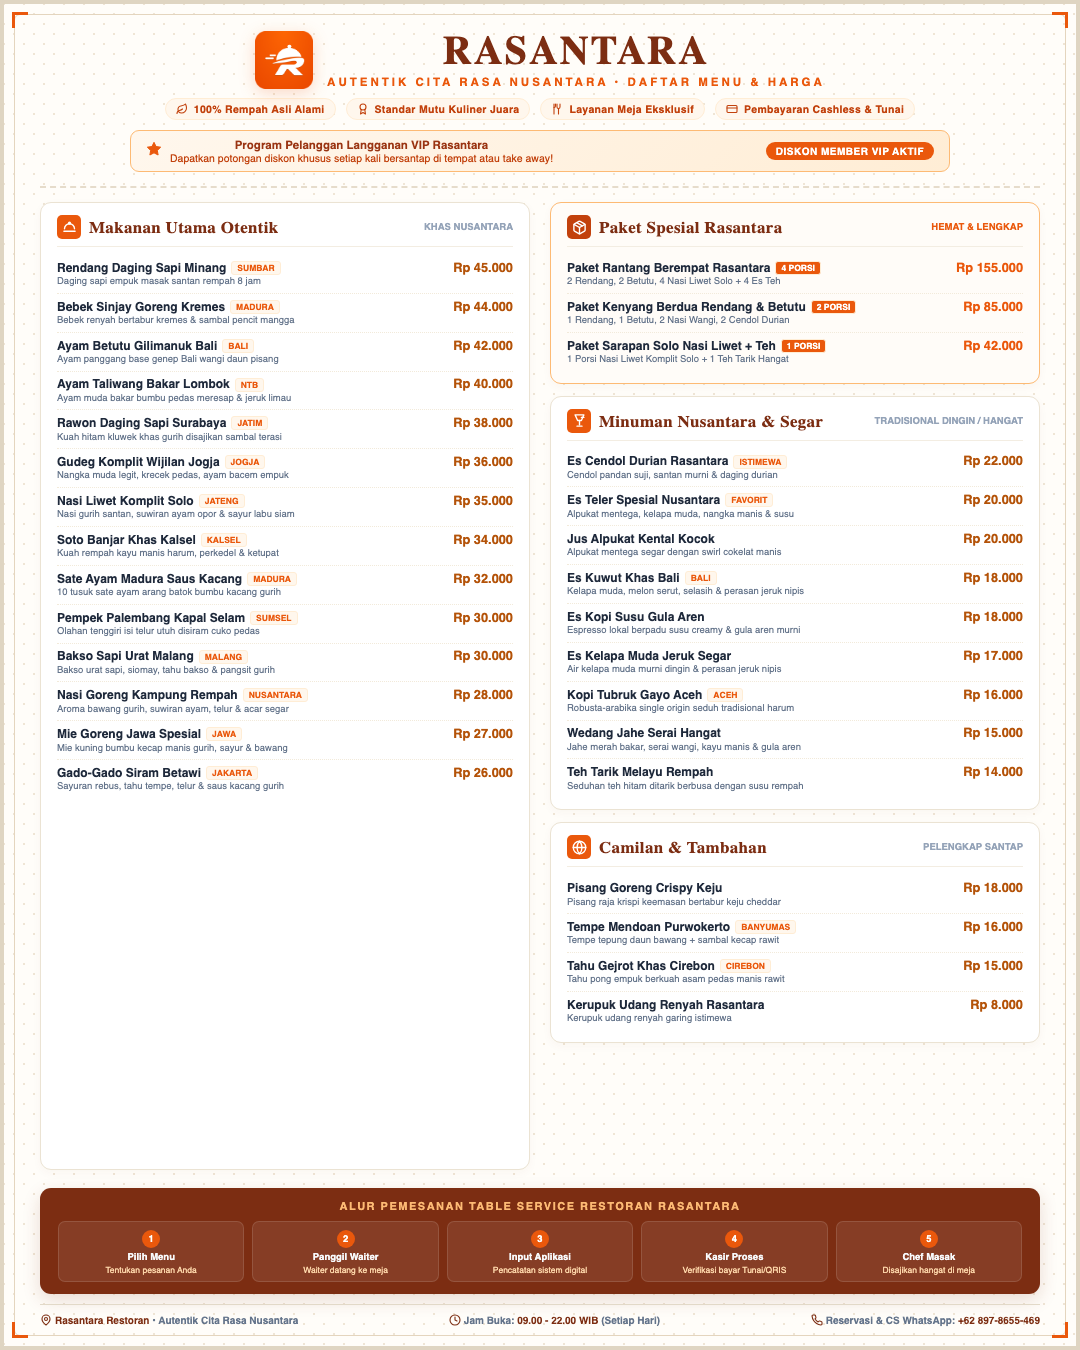 RASANTARA
AUTENTIK CITA RASA NUSANTARA • DAFTAR MENU & HARGA
100% Rempah Asli Alami
Standar Mutu Kuliner Juara
Layanan Meja Eksklusif
Pembayaran Cashless & Tunai
Program Pelanggan Langganan VIP Rasantara
Dapatkan potongan diskon khusus setiap kali bersantap di tempat atau take away!
DISKON MEMBER VIP AKTIF
Makanan Utama Otentik KHAS NUSANTARA
Rendang Daging Sapi Minang SUMBAR Rp 45.000
Daging sapi empuk masak santan rempah 8 jam
Bebek Sinjay Goreng Kremes MADURA Rp 44.000
Bebek renyah bertabur kremes & sambal pencit mangga
Ayam Betutu Gilimanuk Bali BALI Rp 42.000
Ayam panggang base genep Bali wangi daun pisang
Ayam Taliwang Bakar Lombok NTB Rp 40.000
Ayam muda bakar bumbu pedas meresap & jeruk limau
Rawon Daging Sapi Surabaya JATIM Rp 38.000
Kuah hitam kluwek khas gurih disajikan sambal terasi
Gudeg Komplit Wijilan Jogja JOGJA Rp 36.000
Nangka muda legit, krecek pedas, ayam bacem empuk
Nasi Liwet Komplit Solo JATENG Rp 35.000
Nasi gurih santan, suwiran ayam opor & sayur labu siam
Soto Banjar Khas Kalsel KALSEL Rp 34.000
Kuah rempah kayu manis harum, perkedel & ketupat
Sate Ayam Madura Saus Kacang MADURA Rp 32.000
10 tusuk sate ayam arang batok bumbu kacang gurih
Pempek Palembang Kapal Selam SUMSEL Rp 30.000
Olahan tenggiri isi telur utuh disiram cuko pedas
Bakso Sapi Urat Malang MALANG Rp 30.000
Bakso urat sapi, siomay, tahu bakso & pangsit gurih
Nasi Goreng Kampung Rempah NUSANTARA Rp 28.000
Aroma bawang gurih, suwiran ayam, telur & acar segar
Mie Goreng Jawa Spesial JAWA Rp 27.000
Mie kuning bumbu kecap manis gurih, sayur & bawang
Gado-Gado Siram Betawi JAKARTA Rp 26.000
Sayuran rebus, tahu tempe, telur & saus kacang gurih
Paket Spesial Rasantara HEMAT & LENGKAP
Paket Rantang Berempat Rasantara 4 PORSI Rp 155.000
2 Rendang, 2 Betutu, 4 Nasi Liwet Solo + 4 Es Teh
Paket Kenyang Berdua Rendang & Betutu 2 PORSI Rp 85.000
1 Rendang, 1 Betutu, 2 Nasi Wangi, 2 Cendol Durian
Paket Sarapan Solo Nasi Liwet + Teh 1 PORSI Rp 42.000
1 Porsi Nasi Liwet Komplit Solo + 1 Teh Tarik Hangat
Minuman Nusantara & Segar TRADISIONAL DINGIN / HANGAT
Es Cendol Durian Rasantara ISTIMEWA Rp 22.000
Cendol pandan suji, santan murni & daging durian
Es Teler Spesial Nusantara FAVORIT Rp 20.000
Alpukat mentega, kelapa muda, nangka manis & susu
Jus Alpukat Kental Kocok Rp 20.000
Alpukat mentega segar dengan swirl cokelat manis
Es Kuwut Khas Bali BALI Rp 18.000
Kelapa muda, melon serut, selasih & perasan jeruk nipis
Es Kopi Susu Gula Aren Rp 18.000
Espresso lokal berpadu susu creamy & gula aren murni
Es Kelapa Muda Jeruk Segar Rp 17.000
Air kelapa muda murni dingin & perasan jeruk nipis
Kopi Tubruk Gayo Aceh ACEH Rp 16.000
Robusta-arabika single origin seduh tradisional harum
Wedang Jahe Serai Hangat Rp 15.000
Jahe merah bakar, serai wangi, kayu manis & gula aren
Teh Tarik Melayu Rempah Rp 14.000
Seduhan teh hitam ditarik berbusa dengan susu rempah
Camilan & Tambahan PELENGKAP SANTAP
Pisang Goreng Crispy Keju Rp 18.000
Pisang raja krispi keemasan bertabur keju cheddar
Tempe Mendoan Purwokerto BANYUMAS Rp 16.000
Tempe tepung daun bawang + sambal kecap rawit
Tahu Gejrot Khas Cirebon CIREBON Rp 15.000
Tahu pong empuk berkuah asam pedas manis rawit
Kerupuk Udang Renyah Rasantara Rp 8.000
Kerupuk udang renyah garing istimewa
ALUR PEMESANAN TABLE SERVICE RESTORAN RASANTARA
1
Pilih Menu
Tentukan pesanan Anda
2
Panggil Waiter
Waiter datang ke meja
3
Input Aplikasi
Pencatatan sistem digital
4
Kasir Proses
Verifikasi bayar Tunai/QRIS
5
Chef Masak
Disajikan hangat di meja
Rasantara Restoran • Autentik Cita Rasa Nusantara
Jam Buka: 09.00 - 22.00 WIB (Setiap Hari)
Reservasi & CS WhatsApp: +62 897-8655-469